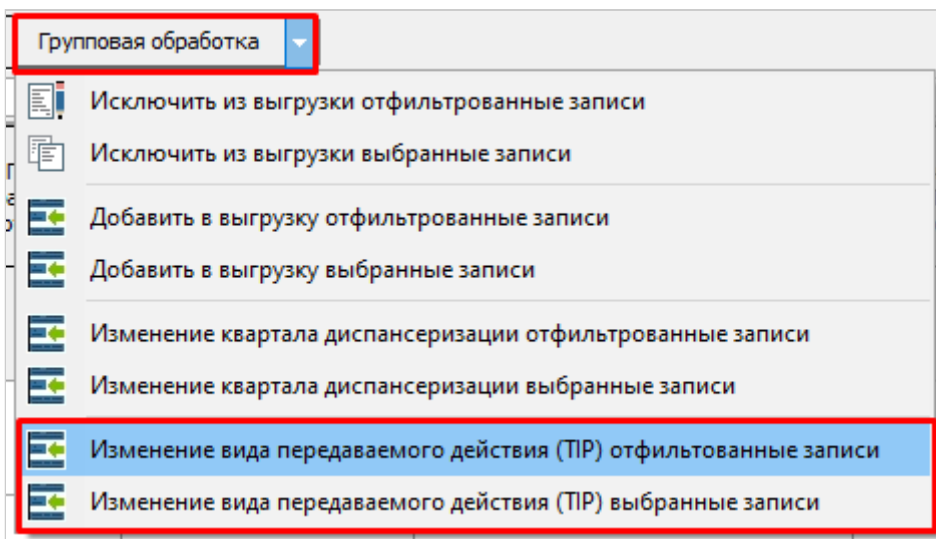 Групповая обработка
Исключить из выгрузки отфильтрованные записи
Исключить из выгрузки выбранные записи
Добавить в выгрузку отфильтрованные записи
Добавить в выгрузку выбранные записи
Изменение квартала диспансеризации отфильтрованные записи
Изменение квартала диспансеризации выбранные записи
Изменение вида передаваемого действия (TIP) отфильтованные записи
Изменение вида передаваемого действия (TIP) выбранные записи